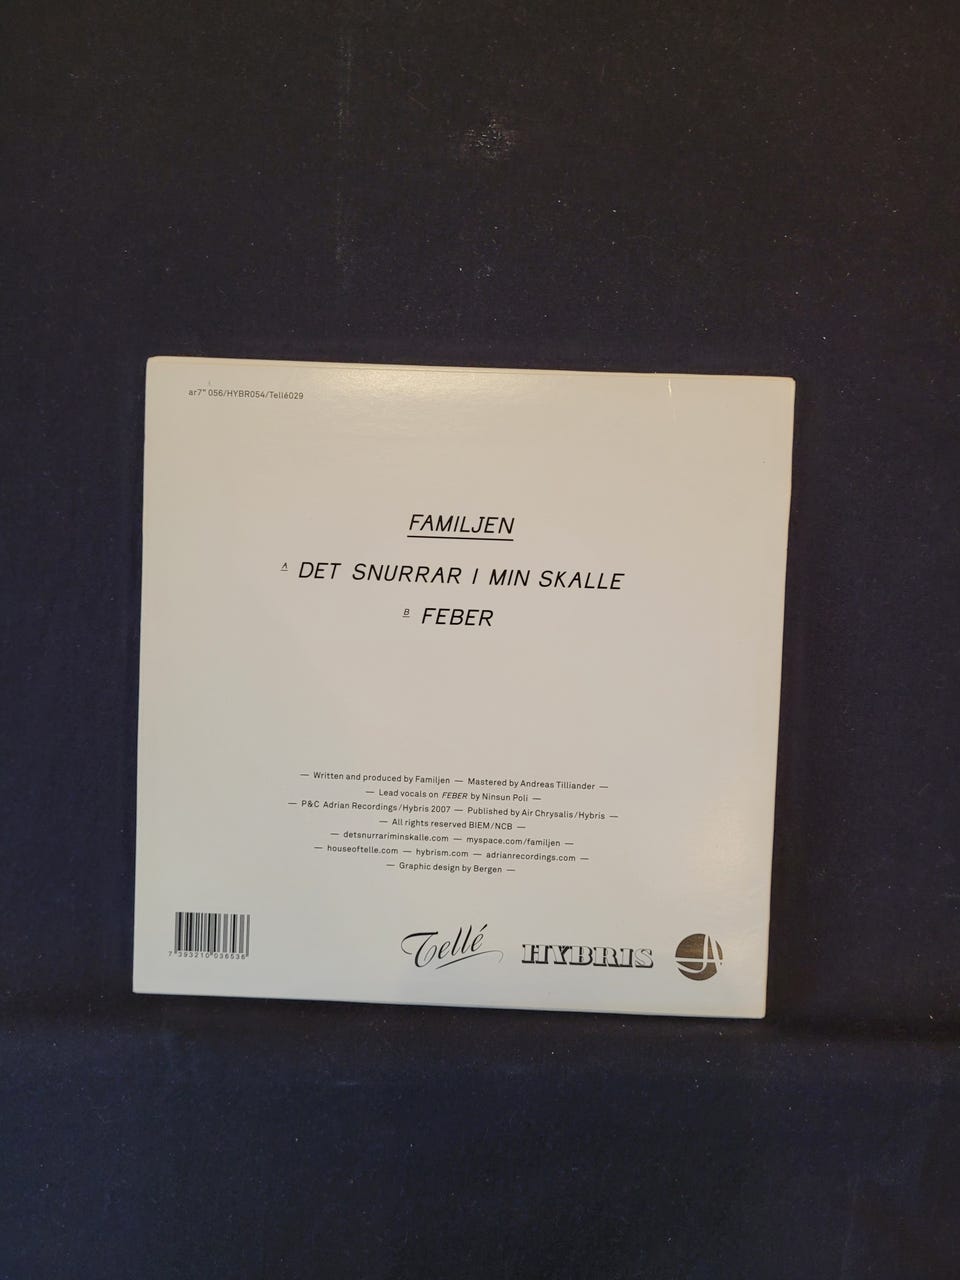 ar7" 056/HYBR054/Tellé029
FAMILJEN
A DET SNURRAR I MIN SKALLE
B FEBER
— Written and produced by Familjen — Mastered by Andreas Tilliander —
— Lead vocals on FEBER by Ninsun Poli —
— P&C Adrian Recordings/Hybris 2007 — Published by Air Chrysalis/Hybris —
— All rights reserved BIEM/NCB —
— detsnurrariminskalle.com — myspace.com/familjen —
— houseoftelle.com — hybrism.com — adrianrecordings.com —
— Graphic design by Bergen —
7 393210 036536
Tellé HYBRIS A